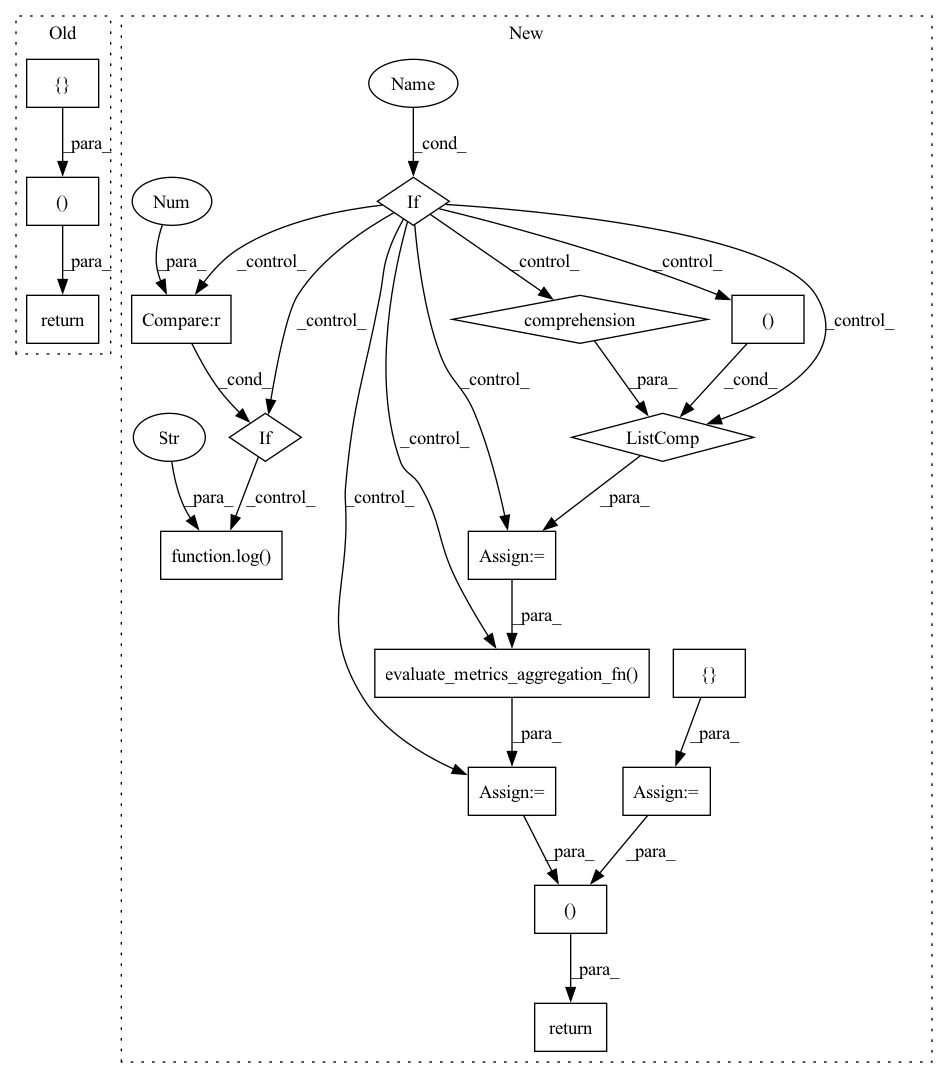 Old
New
{}
Name
_para_
_cond_
()
Num
If
_para_
_para_
_control_
_control_
_control_
return
Compare:r
_control_
comprehension
()
_control_
_cond_
_control_
_para_
_cond_
Str
If
_control_
ListComp
_para_
_control_
_control_
_para_
function.log()
Assign:=
_para_
evaluate_metrics_aggregation_fn()
{}
_para_
_para_
Assign:=
Assign:=
_para_
_para_
()
_para_
return